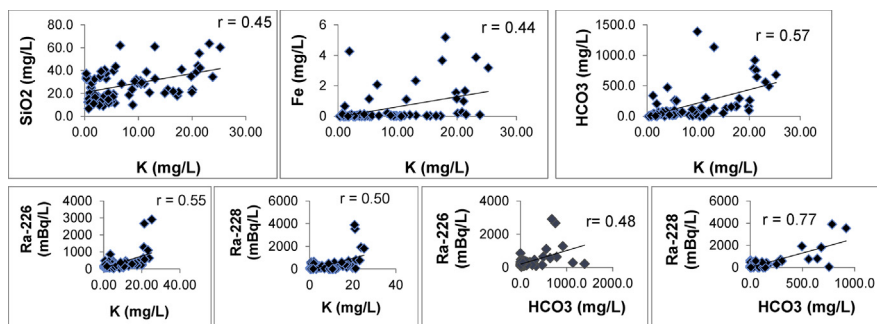 r = 0.45
80.0
60.0
40.0
20.0
0.0
0.00 10.00 20.00 30.00
SiO2 (mg/L)
K (mg/L)
r = 0.44
6
4
2
0
0.00 10.00 20.00 30.00
Fe (mg/L)
K (mg/L)
r = 0.57
1500.0
1000.0
500.0
0.0
0.00 10.00 20.00 30.00
HCO3 (mg/L)
K (mg/L)
r = 0.55
4000
3000
2000
1000
0
0.00 20.00 40.00
Ra-226
(mBq/L)
K (mg/L)
r = 0.50
6000
4000
2000
0
0 20 40
Ra-228
(mBq/L)
K (mg/L)
r= 0.48
4000
2000
0
0 1000 2000
Ra-226
(mBq/L)
HCO3 (mg/L)
r = 0.77
6000
4000
2000
0
0.0 500.0 1000.0
Ra-228
(mBq/L)
HCO3 (mg/L)